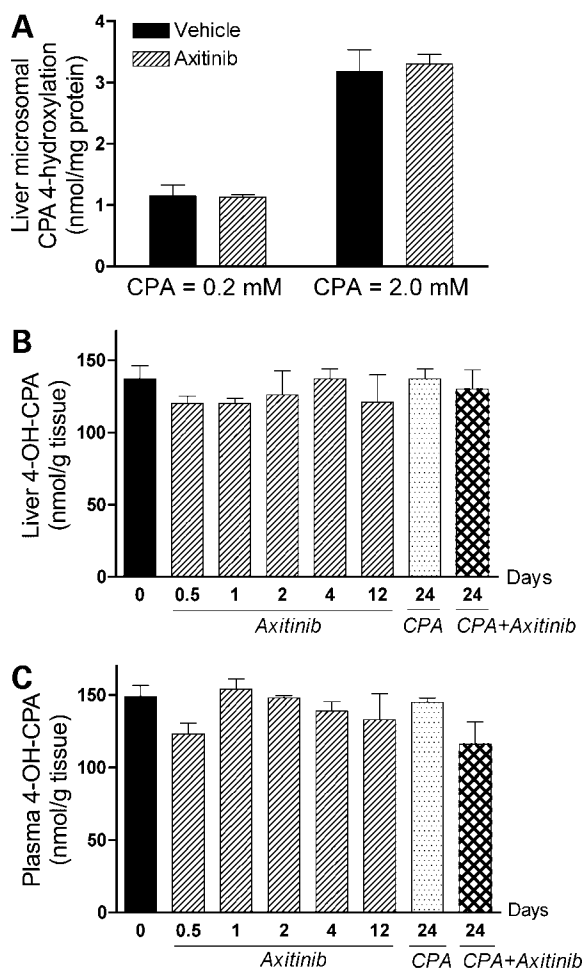 A
Vehicle
Axitinib
Liver microsomal
CPA 4-hydroxylation
(nmol/mg protein)
4
3
2
1
0
CPA = 0.2 mM CPA = 2.0 mM
B
Liver 4-OH-CPA
(nmol/g tissue)
150
100
50
0
0 0.5 1 2 4 12 24 24 Days
Axitinib CPA CPA+Axitinib
C
Plasma 4-OH-CPA
(nmol/g tissue)
150
100
50
0
0 0.5 1 2 4 12 24 24 Days
Axitinib CPA CPA+Axitinib